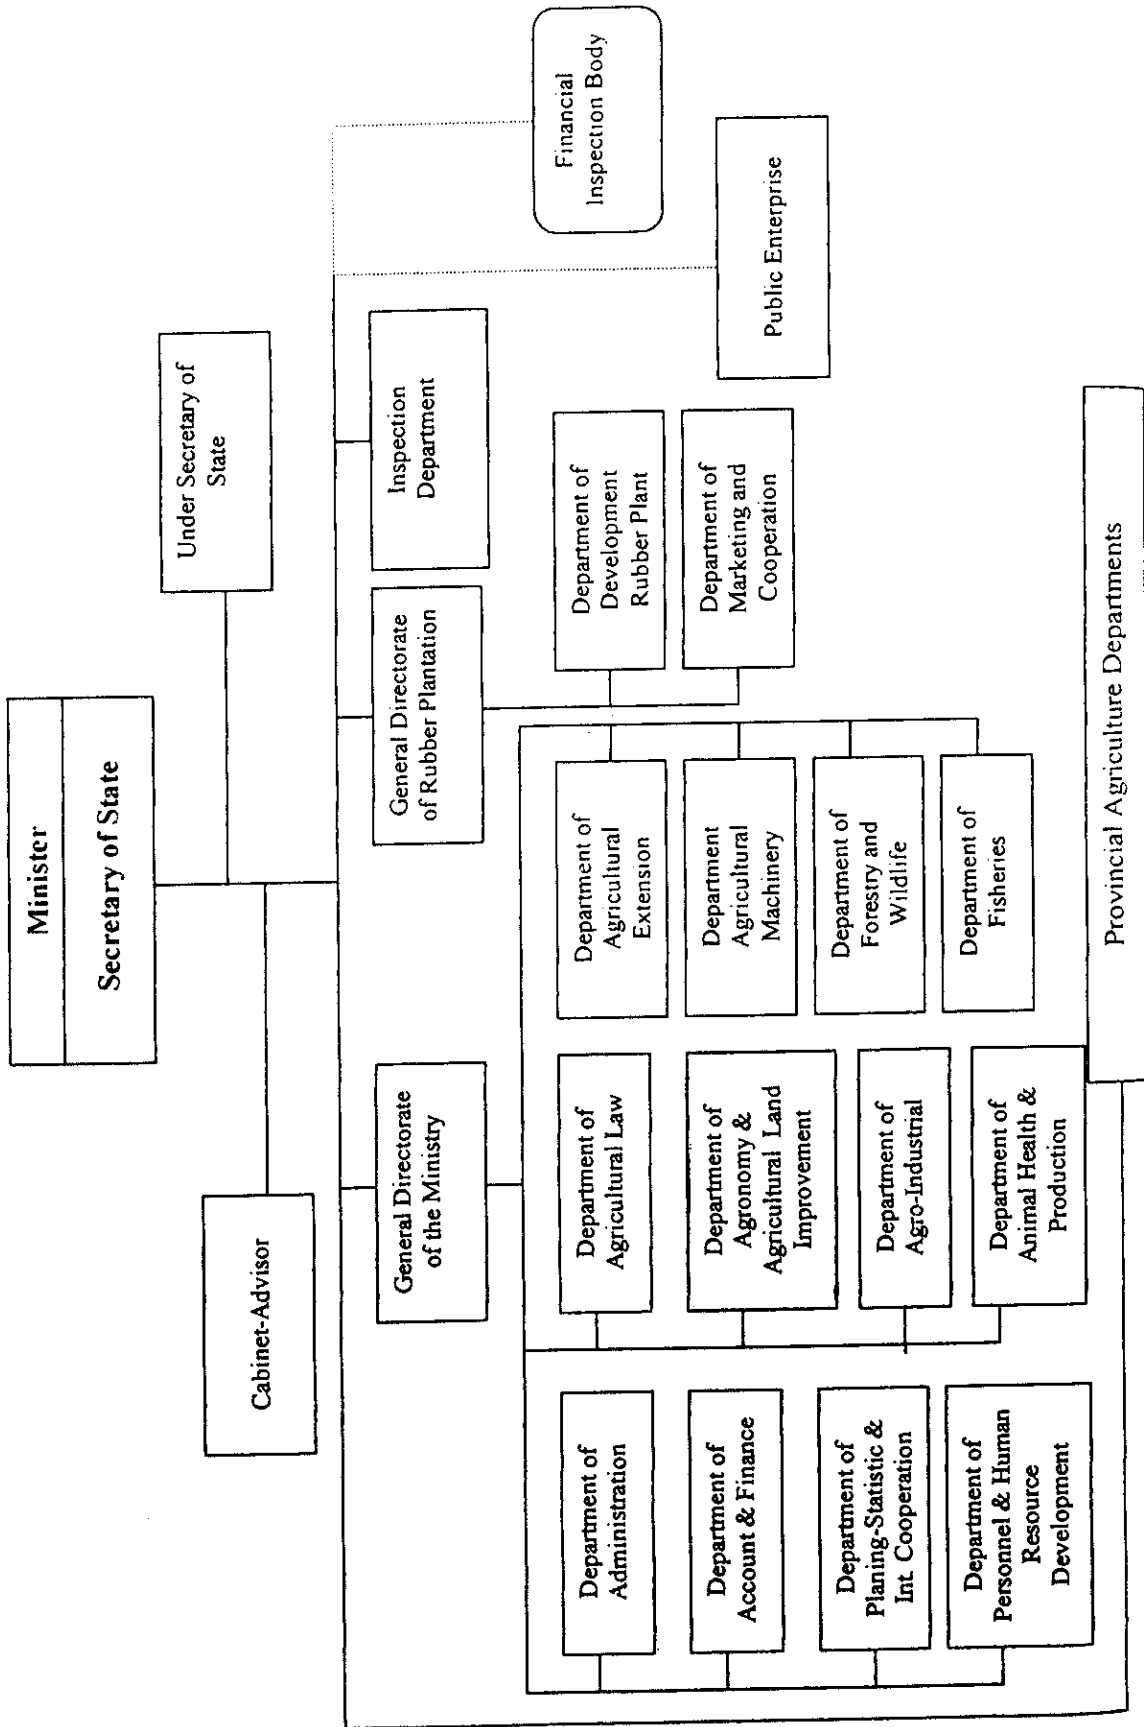 Minister
Secretary of State
Under Secretary of
State
Cabinet-Advisor
General Directorate
of the Ministry
General Directorate
of Rubber Plantation
Inspection
Department
Financial
Inspection Body
Public Enterprise
Department of
Administration
Department of
Account & Finance
Department of
Planing-Statistic &
Int. Cooperation
Department of
Personnel & Human
Resource
Development
Department of
Agricultural Law
Department of
Agronomy &
Agricultural Land
Improvement
Department of
Agro-Industrial
Department of
Animal Health &
Production
Department of
Agricultural
Extension
Department
Agricultural
Machinery
Department of
Forestry and
Wildlife
Department of
Fisheries
Department of
Development
Rubber Plant
Department of
Marketing and
Cooperation
Provincial Agriculture Departments